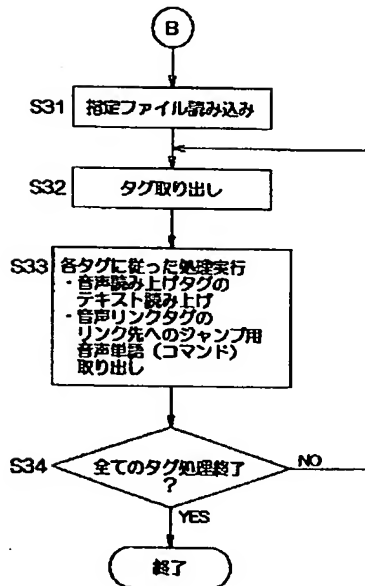 B
S31
指定ファイル読み込み
S32
タグ取り出し
S33
各タグに従った処理実行
・音声読み上げタグの
テキスト読み上げ
・音声リンクタグの
リンク先へのジャンプ用
音声単語（コマンド）
取り出し
S34
全てのタグ処理終了
?
NO
YES
終了